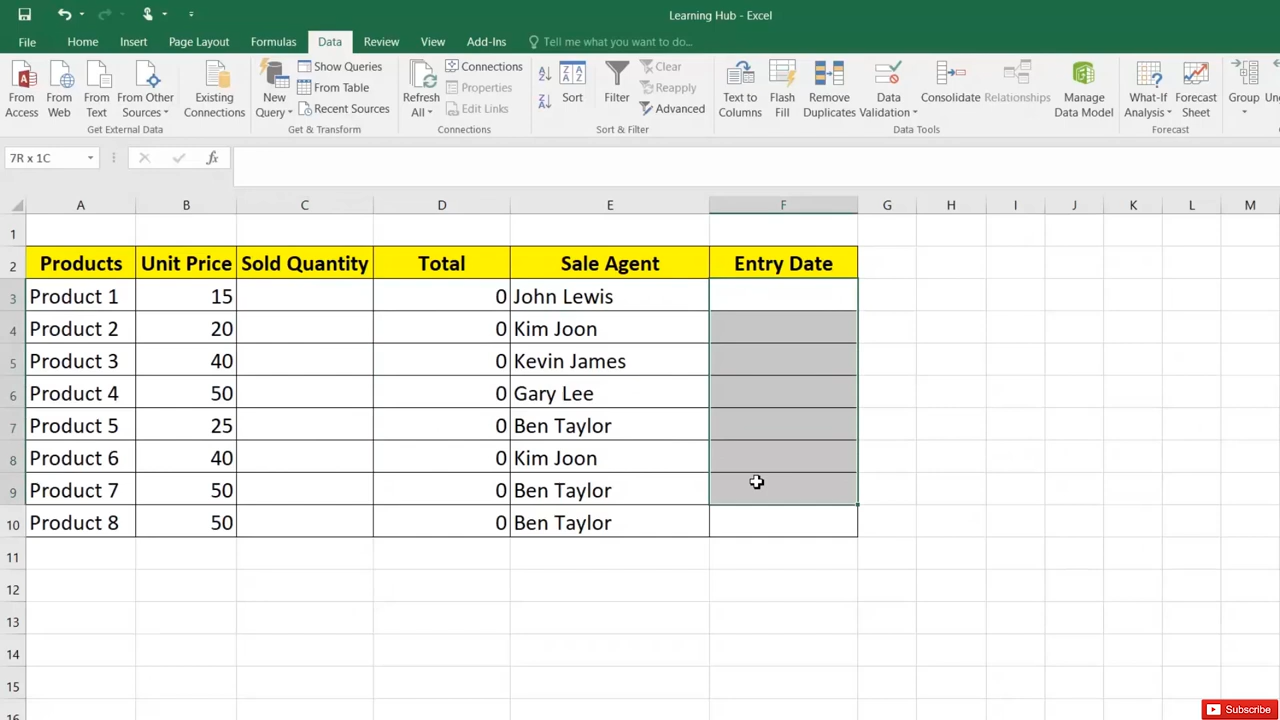 Learning Hub - Excel
File Home Insert Page Layout Formulas Data Review View Add-Ins Tell me what you want to do...
From Access
From Web
From Text
From Other Sources
Existing Connections
Get External Data
New Query
Show Queries
From Table
Recent Sources
Get & Transform
Refresh All
Connections
Properties
Edit Links
Connections
Sort
Filter
Clear
Reapply
Advanced
Sort & Filter
Text to Columns
Flash Fill
Remove Duplicates
Data Validation
Consolidate
Relationships
Manage Data Model
Data Tools
What-If Analysis
Forecast Sheet
Forecast
Group
7R x 1C fx
A B C D E F G H I J K L M
1
2 Products Unit Price Sold Quantity Total Sale Agent Entry Date
3 Product 1 15 0 John Lewis
4 Product 2 20 0 Kim Joon
5 Product 3 40 0 Kevin James
6 Product 4 50 0 Gary Lee
7 Product 5 25 0 Ben Taylor
8 Product 6 40 0 Kim Joon
9 Product 7 50 0 Ben Taylor
10 Product 8 50 0 Ben Taylor
11
12
13
14
15
16
Subscribe